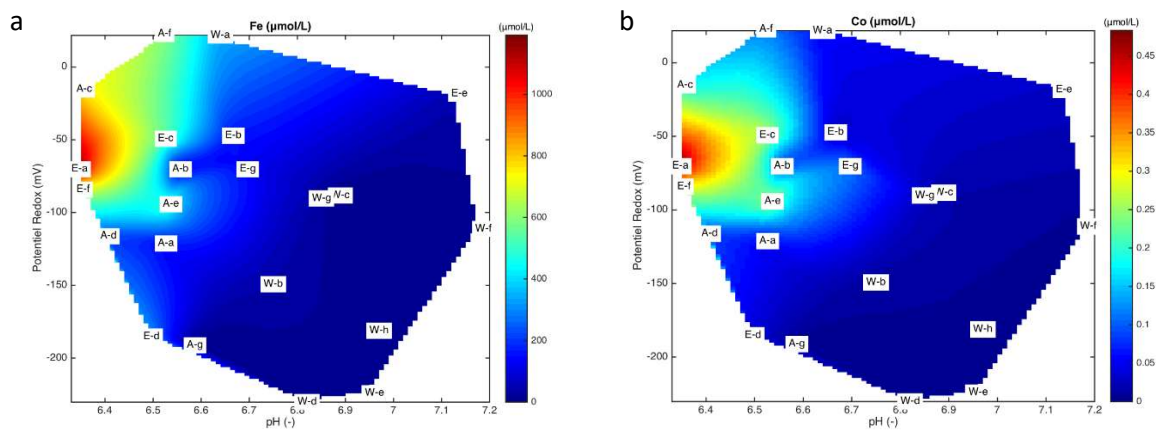 a
Fe (µmol/L)
(µmol/L)
A-f
W-a
A-c
E-e
E-c
E-b
E-a
A-b
E-g
E-f
A-e
W-g
W-c
A-d
A-a
W-f
W-b
E-d
A-g
W-h
W-d
W-e
0
-50
-100
-150
-200
Potentiel Redox (mV)
6.4
6.5
6.6
6.7
6.8
6.9
7
7.1
7.2
pH (-)
1000
800
600
400
200
0
b
Co (µmol/L)
(µmol/L)
A-f
W-a
A-c
E-e
E-c
E-b
E-a
A-b
E-g
E-f
A-e
W-g
W-c
A-d
A-a
W-f
W-b
E-d
A-g
W-h
W-d
W-e
0
-50
-100
-150
-200
Potentiel Redox (mV)
6.4
6.5
6.6
6.7
6.8
6.9
7
7.1
7.2
pH (-)
0.45
0.4
0.35
0.3
0.25
0.2
0.15
0.1
0.05
0